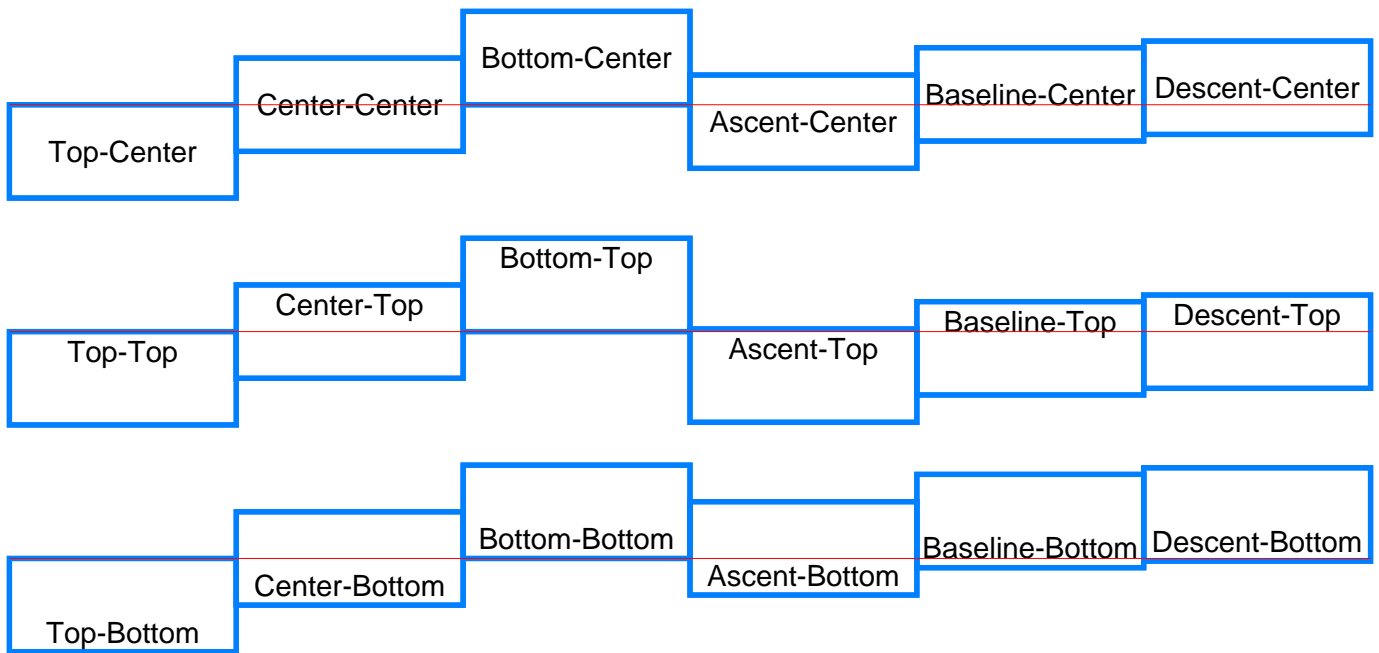 Top-Center Center-Center Bottom-Center Ascent-Center Baseline-Center Descent-Center
Top-Top Center-Top Bottom-Top Ascent-Top Baseline-Top Descent-Top
Top-Bottom Center-Bottom Bottom-Bottom Ascent-Bottom Baseline-Bottom Descent-Bottom